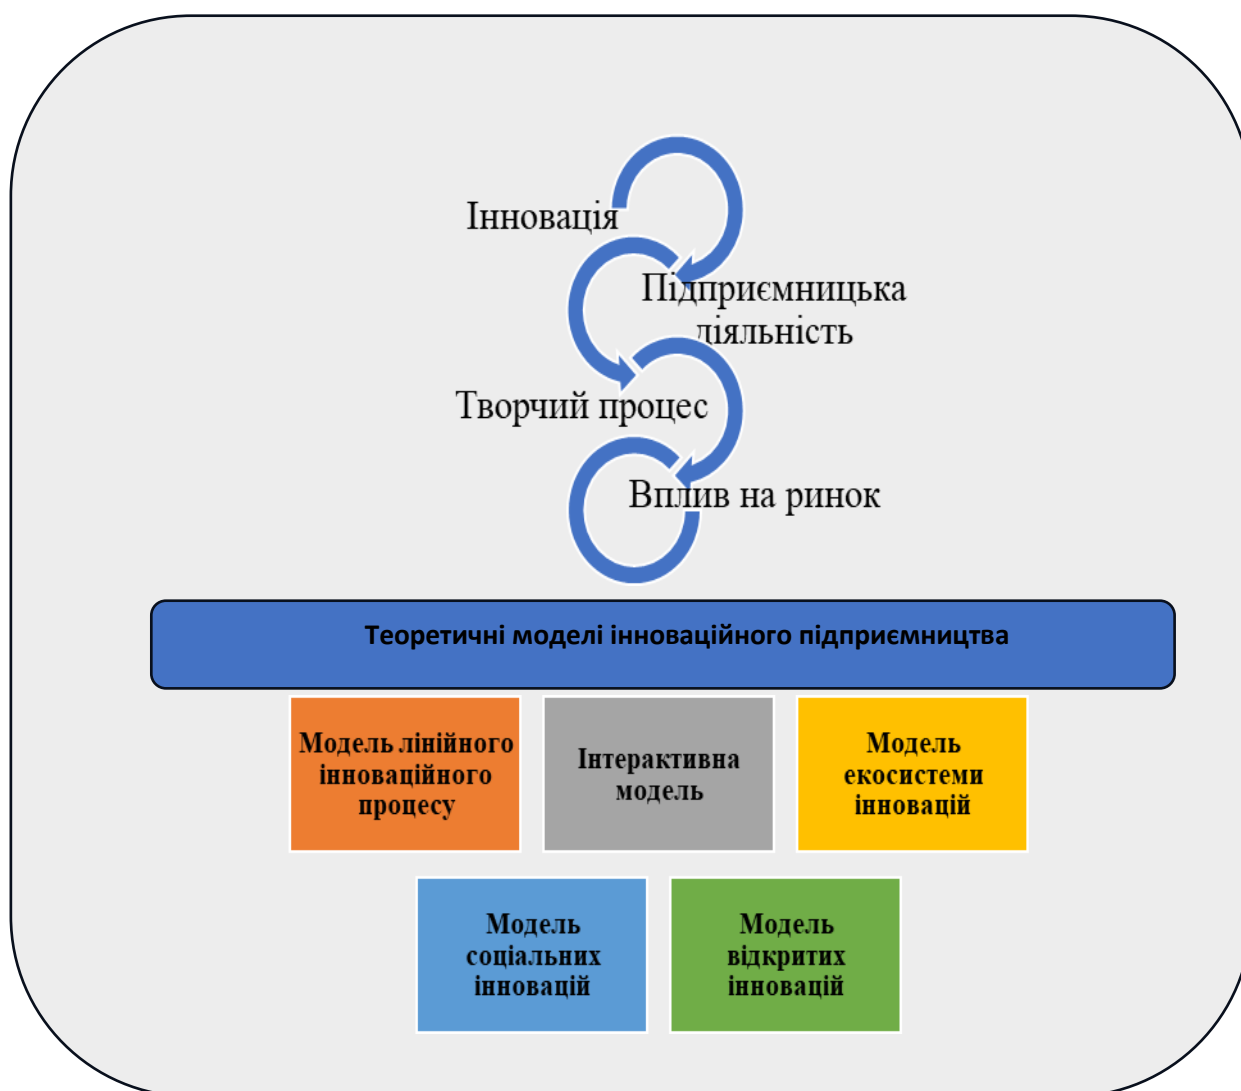 Інновація
Підприємницька
діяльність
Творчий процес
Вплив на ринок
Теоретичні моделі інноваційного підприємництва
Модель лінійного
інноваційного
процесу
Інтерактивна
модель
Модель
екосистеми
інновацій
Модель
соціальних
інновацій
Модель
відкритих
інновацій